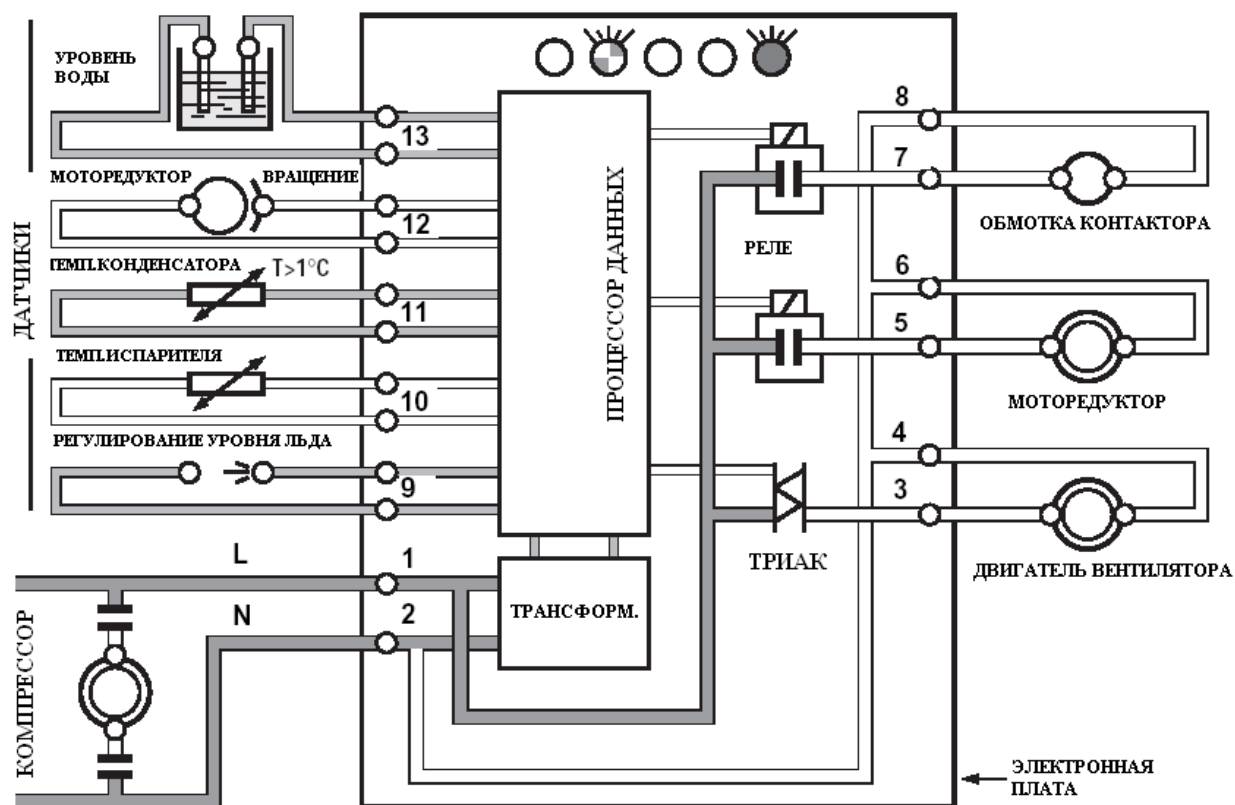 УРОВЕНЬ
ВОДЫ
13
МОТОРЕДУКТОР
ВРАЩЕНИЕ
12
ТЕМП.КОНДЕНСАТОРА
T>1°C
11
ТЕМП.ИСПАРИТЕЛЯ
10
РЕГУЛИРОВАНИЕ УРОВНЯ ЛЬДА
9
ДАТЧИКИ
L
1
N
2
КОМПРЕССОР
ПРОЦЕССОР ДАННЫХ
ТРАНСФОРМ.
РЕЛЕ
ТРИАК
8
7
ОБМОТКА КОНТАКТОРА
6
5
МОТОРЕДУКТОР
4
3
ДВИГАТЕЛЬ ВЕНТИЛЯТОРА
ЭЛЕКТРОННАЯ
ПЛАТА